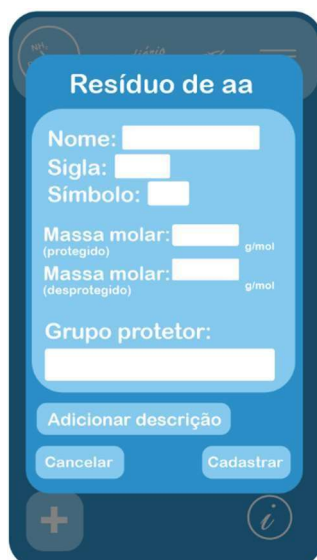 NH₂
Resíduo de aa
Nome:
Sigla:
Símbolo:
Massa molar:
(protegido) g/mol
Massa molar:
(desprotegido) g/mol
Grupo protetor:
Adicionar descrição
Cancelar Cadastrar
+ i